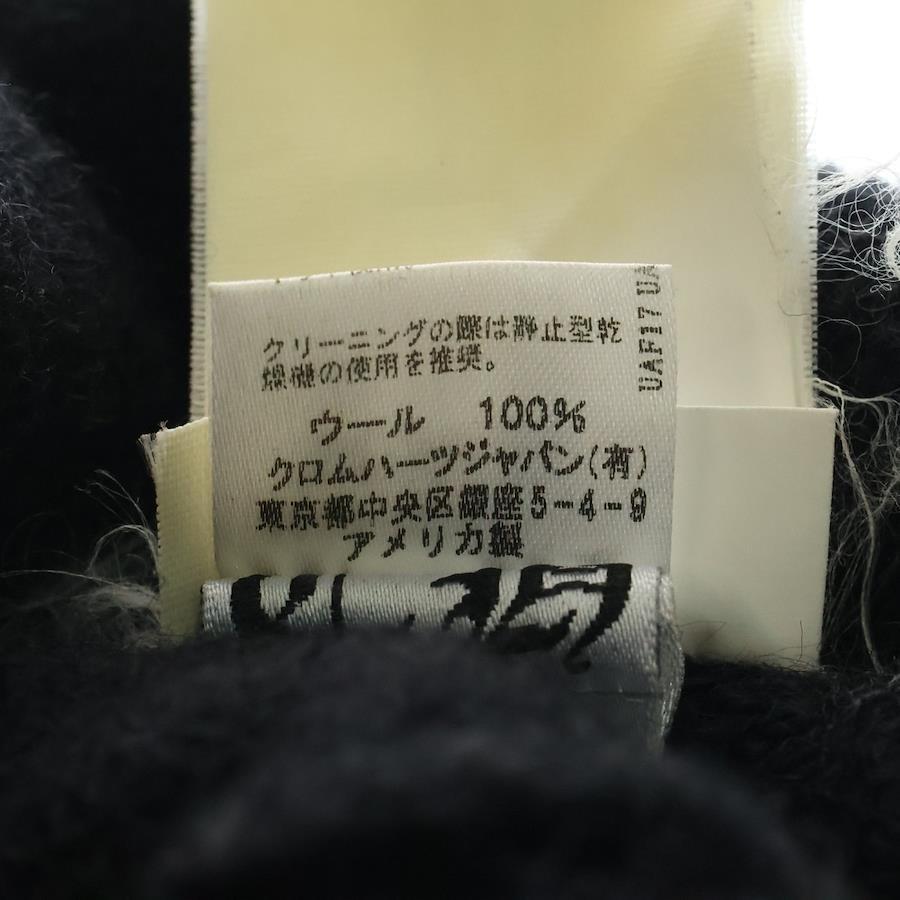 クリーニングの際は静止型乾
燥機の使用を推奨。
ウール 100%
クロムハーツジャパン(有)
東京都中央区銀座5-4-9
アメリカ製
UAF17